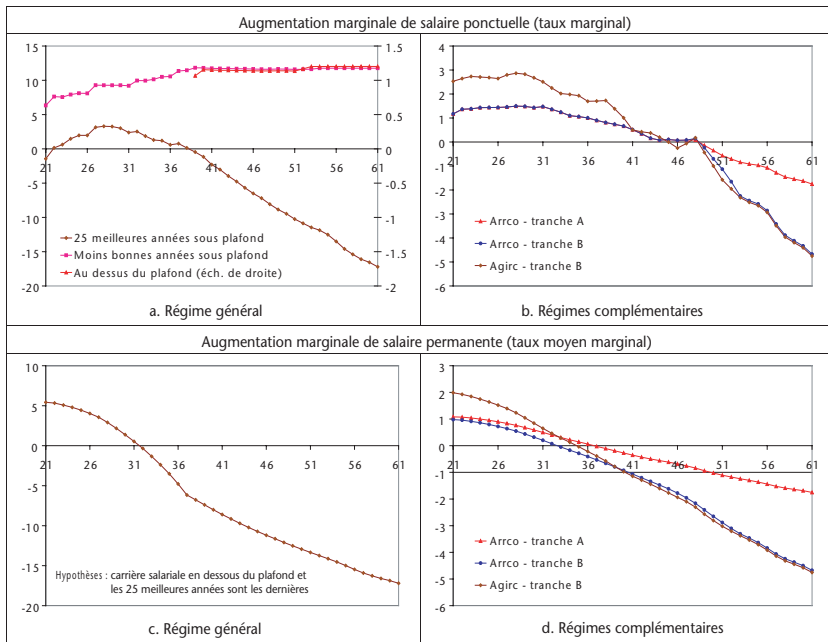 Augmentation marginale de salaire ponctuelle (taux marginal)
15
10
5
0
-5
-10
-15
-20
1.5
1
0.5
0
-0.5
-1
-1.5
-2
21 26 31 36 41 46 51 56 61
25 meilleures années sous plafond
Moins bonnes années sous plafond
Au dessus du plafond (éch. de droite)
a. Régime général
4
3
2
1
0
-1
-2
-3
-4
-5
-6
21 26 31 36 41 46 51 56 61
Arrco - tranche A
Arrco - tranche B
Agirc - tranche B
b. Régimes complémentaires
Augmentation marginale de salaire permanente (taux moyen marginal)
10
5
0
-5
-10
-15
-20
21 26 31 36 41 46 51 56 61
Hypothèses : carrière salariale en dessous du plafond et
les 25 meilleures années sont les dernières
c. Régime général
3
2
1
0
-1
-2
-3
-4
-5
-6
21 26 31 36 41 46 51 56 61
Arrco - tranche A
Arrco - tranche B
Agirc - tranche B
d. Régimes complémentaires